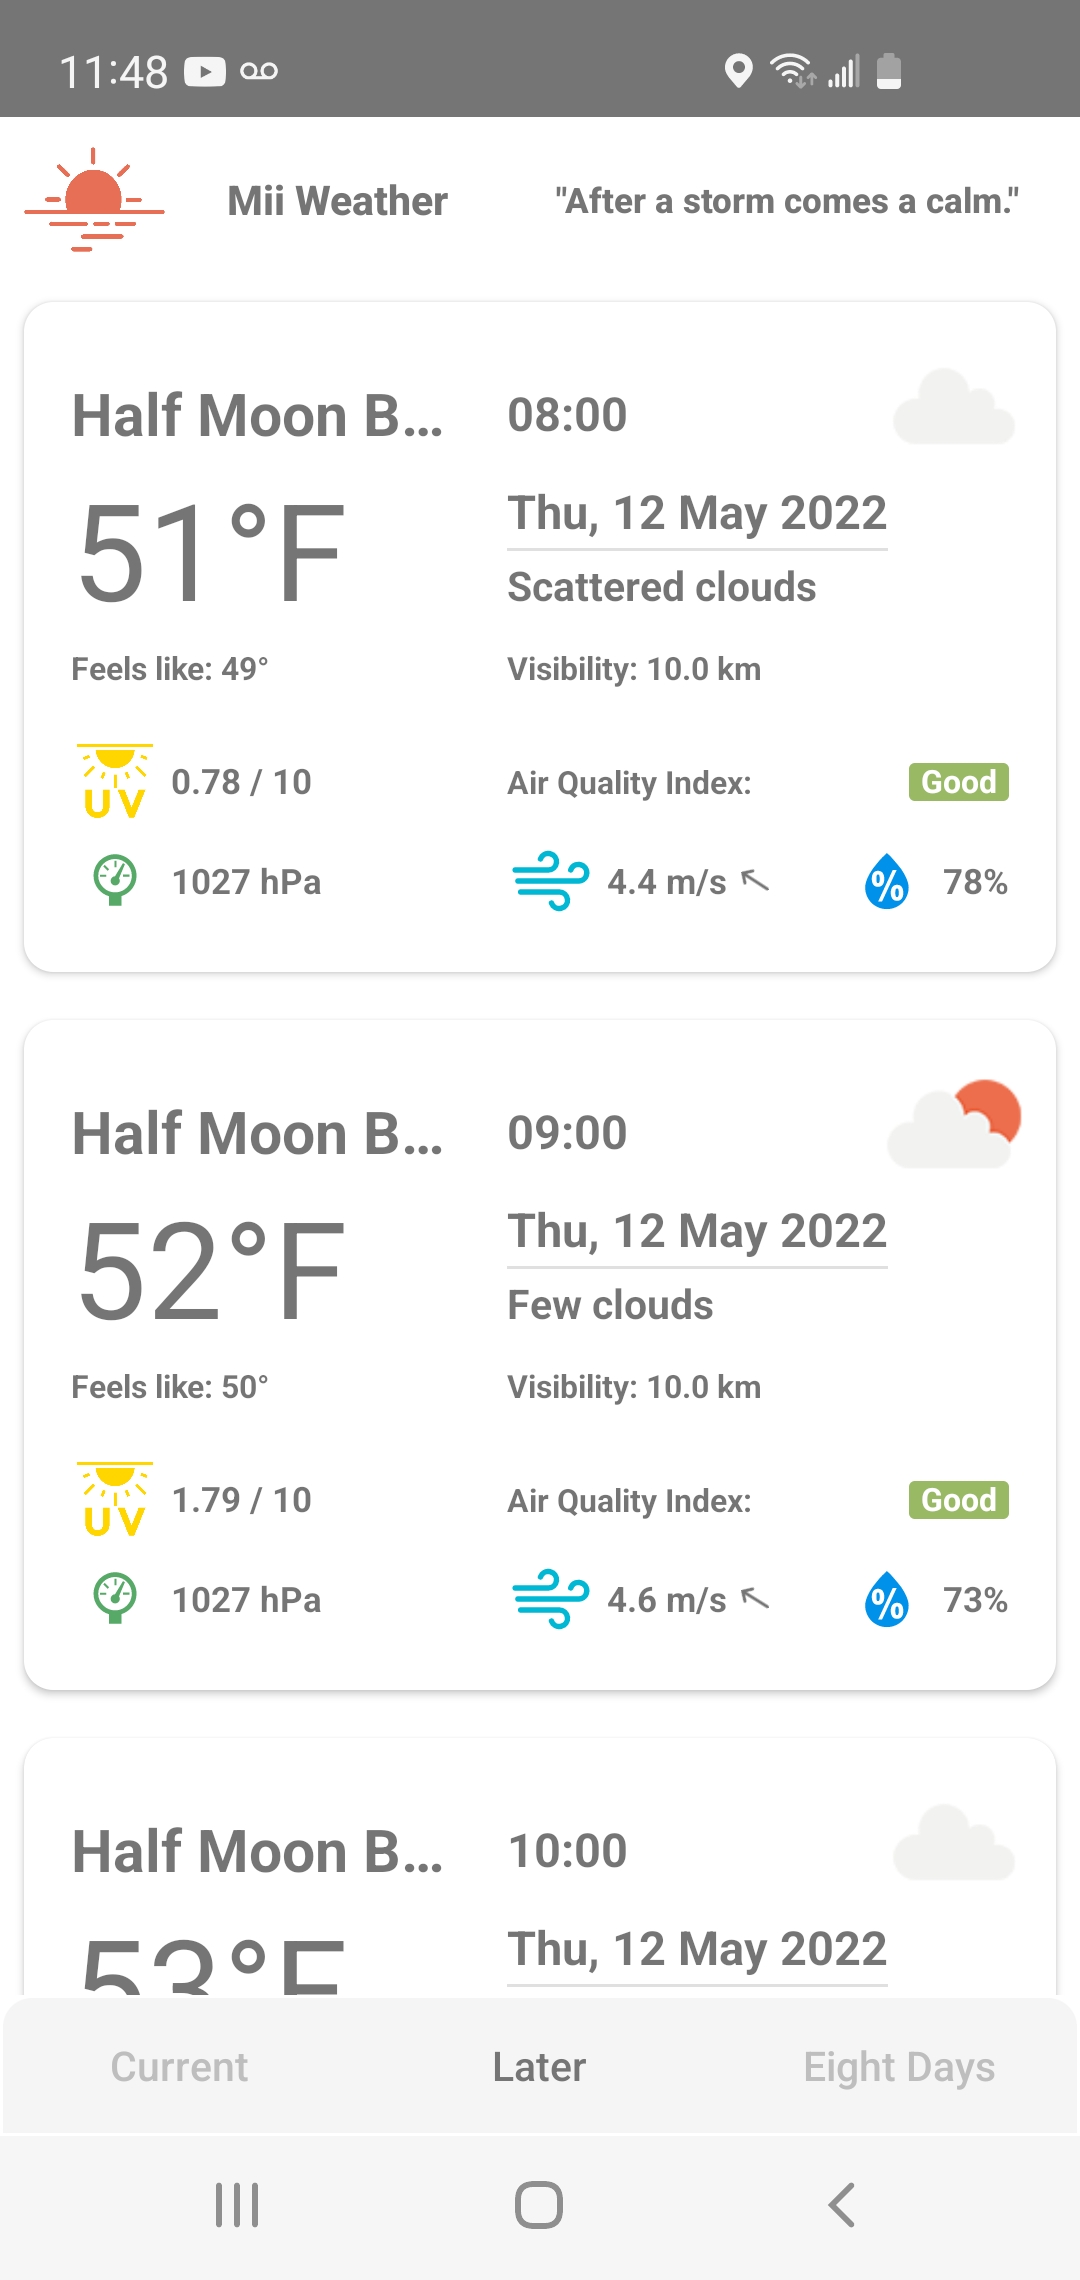 11:48
Mii Weather
"After a storm comes a calm."
Half Moon B...
08:00
51°F
Thu, 12 May 2022
Scattered clouds
Feels like: 49°
Visibility: 10.0 km
UV
0.78 / 10
Air Quality Index:
Good
1027 hPa
4.4 m/s
%
78%
Half Moon B...
09:00
52°F
Thu, 12 May 2022
Few clouds
Feels like: 50°
Visibility: 10.0 km
UV
1.79 / 10
Air Quality Index:
Good
1027 hPa
4.6 m/s
%
73%
Half Moon B...
10:00
53°F
Thu, 12 May 2022
Current
Later
Eight Days